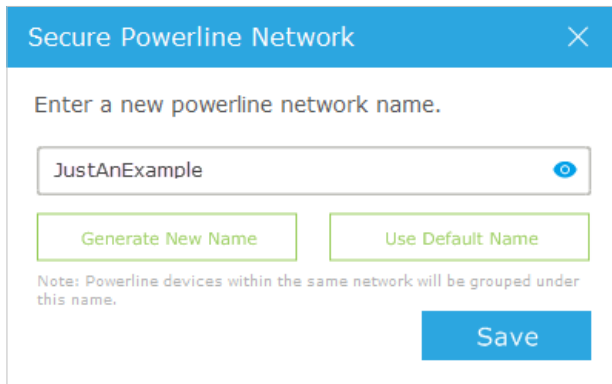 Secure Powerline Network
Enter a new powerline network name.
JustAnExample
Generate New Name
Use Default Name
Note: Powerline devices within the same network will be grouped under
this name.
Save